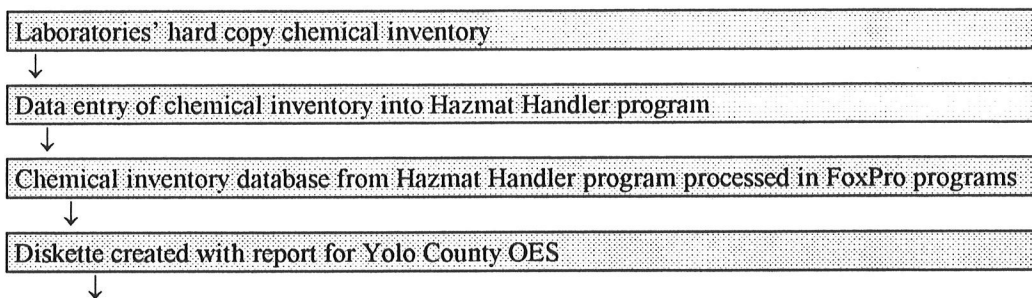 Laboratories' hard copy chemical inventory
↓
Data entry of chemical inventory into Hazmat Handler program
↓
Chemical inventory database from Hazmat Handler program processed in FoxPro programs
↓
Diskette created with report for Yolo County OES
↓